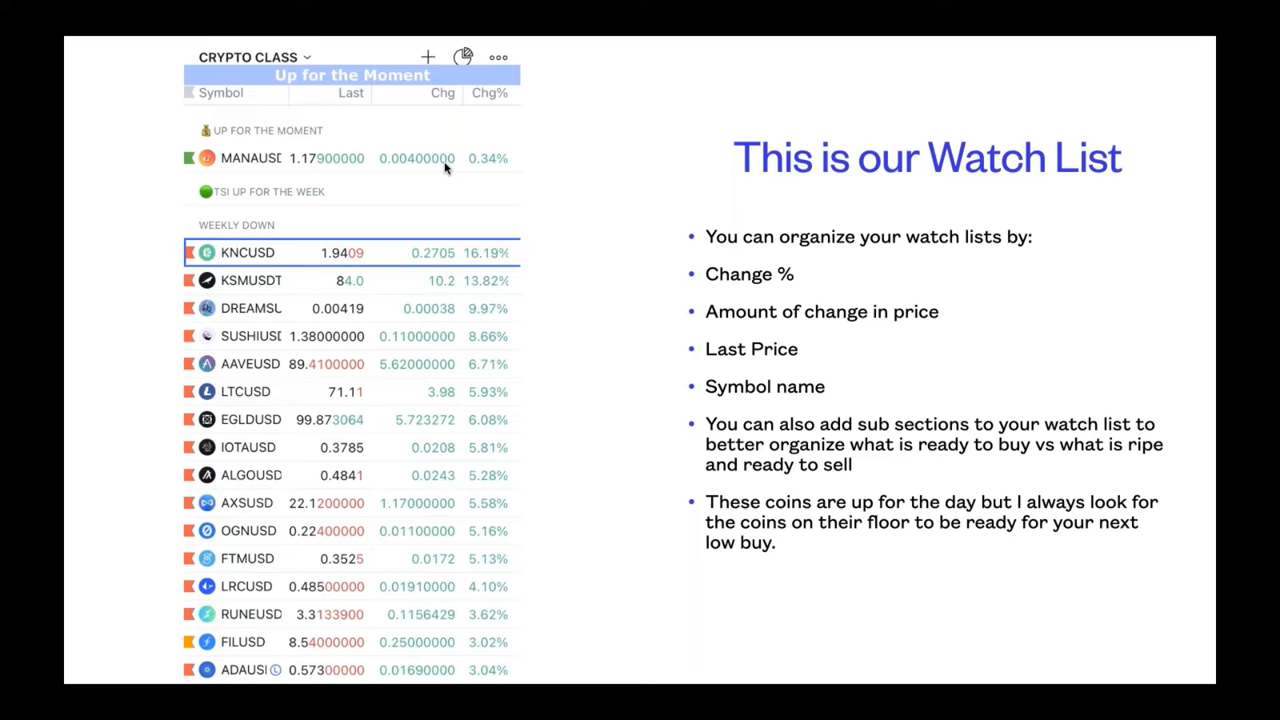 CRYPTO CLASS
Up for the Moment
Symbol Last Chg Chg%
UP FOR THE MOMENT
MANAUSD 1.17900000 0.00400000 0.34%
TSI UP FOR THE WEEK
WEEKLY DOWN
KNCUSD 1.9409 0.2705 16.19%
KSMUSDT 84.0 10.2 13.82%
DREAMSU 0.00419 0.00038 9.97%
SUSHIUSD 1.38000000 0.11000000 8.66%
AAVEUSD 89.4100000 5.62000000 6.71%
LTCUSD 71.11 3.98 5.93%
EGLDUSD 99.873064 5.723272 6.08%
IOTAUSD 0.3785 0.0208 5.81%
ALGOUSD 0.4841 0.0243 5.28%
AXSUSD 22.1200000 1.17000000 5.58%
OGNUSD 0.22400000 0.01100000 5.16%
FTMUSD 0.3525 0.0172 5.13%
LRCUSD 0.48500000 0.01910000 4.10%
RUNEUSD 3.3133900 0.1156429 3.62%
FILUSD 8.54000000 0.25000000 3.02%
ADAUSD L 0.57300000 0.01690000 3.04%
This is our Watch List
• You can organize your watch lists by:
• Change %
• Amount of change in price
• Last Price
• Symbol name
• You can also add sub sections to your watch list to
better organize what is ready to buy vs what is ripe
and ready to sell
• These coins are up for the day but I always look for
the coins on their floor to be ready for your next
low buy.